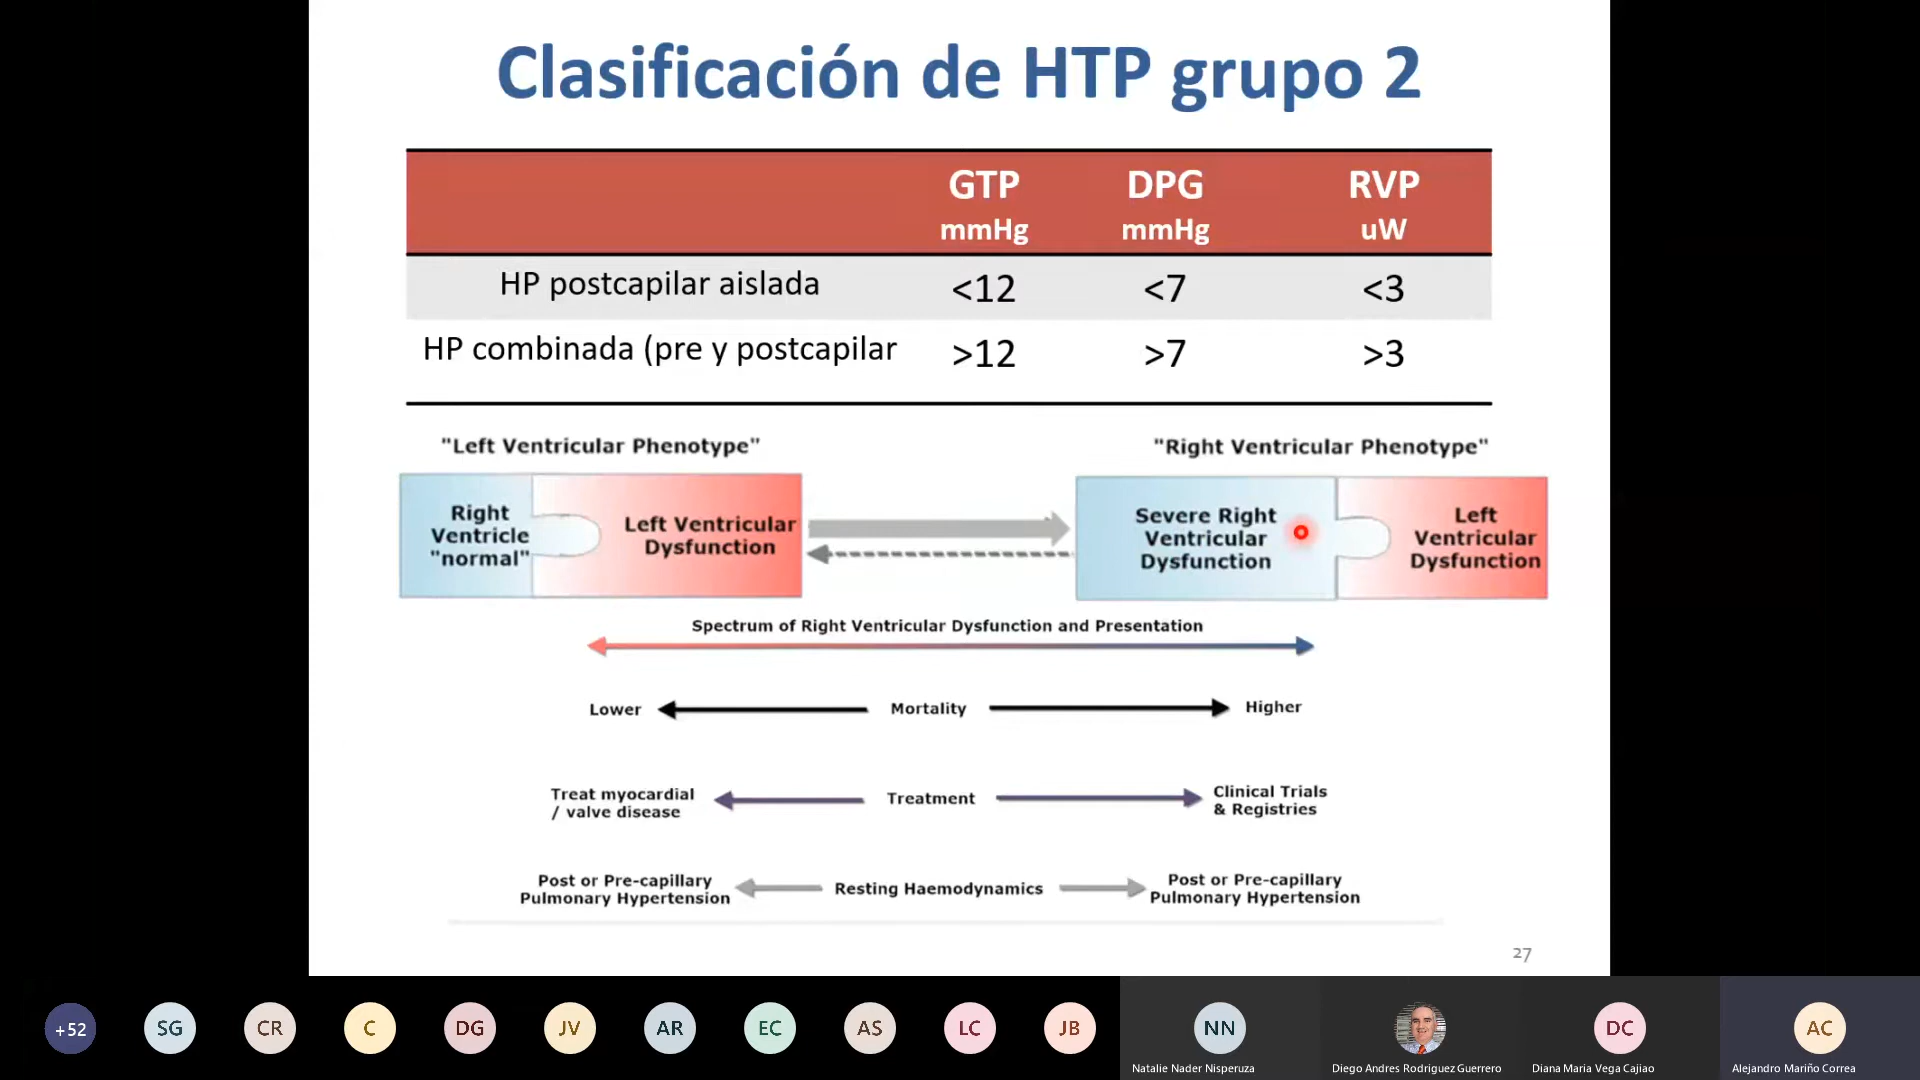 Clasificación de HTP grupo 2
GTP DPG RVP
mmHg mmHg uW
HP postcapilar aislada <12 <7 <3
HP combinada (pre y postcapilar >12 >7 >3
"Left Ventricular Phenotype"
"Right Ventricular Phenotype"
Right
Ventricle
"normal"
Left Ventricular
Dysfunction
Severe Right
Ventricular
Dysfunction
Left
Ventricular
Dysfunction
Spectrum of Right Ventricular Dysfunction and Presentation
Lower Mortality Higher
Treat myocardial
/ valve disease
Treatment
Clinical Trials
& Registries
Post or Pre-capillary
Pulmonary Hypertension
Resting Haemodynamics
Post or Pre-capillary
Pulmonary Hypertension
27
+52 SG CR C DG JV AR EC AS LC JB NN DC AC
Natalie Nader Nisperuza Diego Andres Rodriguez Guerrero Diana Maria Vega Cajiao Alejandro Mariño Correa